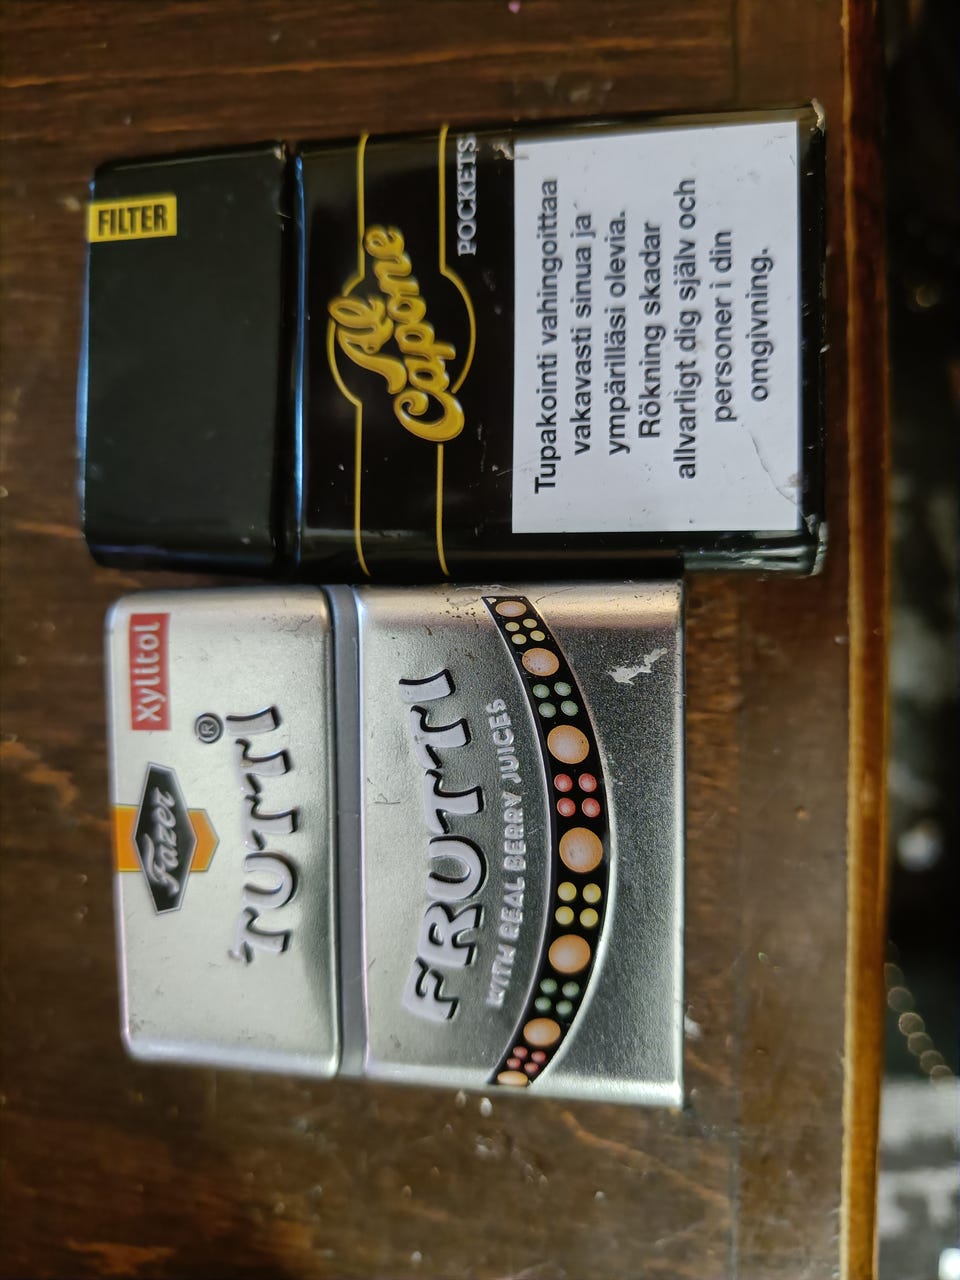 Fazer
Xylitol
TUTTI®
FRUTTI
WITH REAL BERRY JUICES
FILTER
Al
Capone
POCKETS
Tupakointi vahingoittaa
vakavasti sinua ja
ympärilläsi olevia.
Rökning skadar
allvarligt dig själv och
personer i din
omgivning.